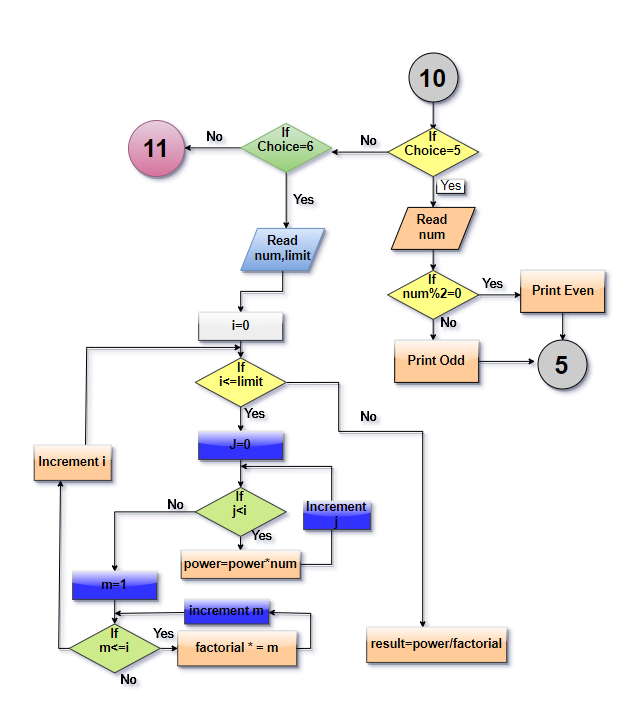 10
If
Choice=5
No
If
Choice=6
No
11
Yes
Yes
Read
num
Read
num,limit
If
num%2=0
Yes
Print Even
No
Print Odd
5
i=0
If
i<=limit
No
Yes
J=0
Increment i
If
j<i
No
Yes
Increment
j
power=power*num
m=1
increment m
If
m<=i
Yes
factorial * = m
No
result=power/factorial